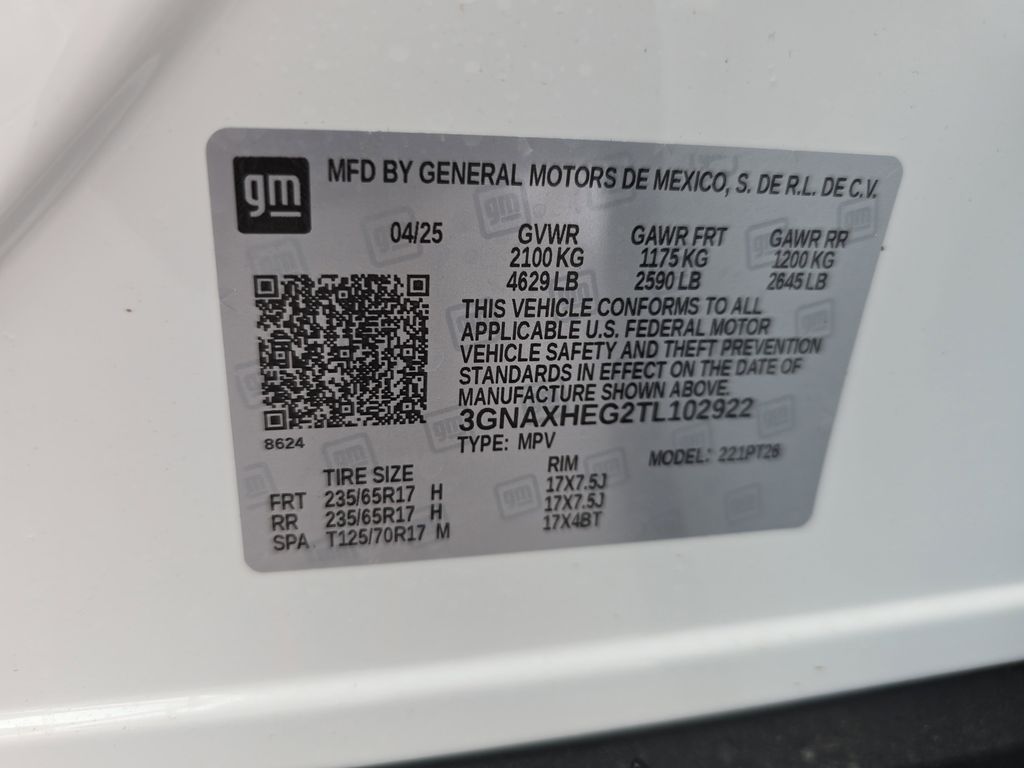 gm
MFD BY GENERAL MOTORS DE MEXICO, S. DE R.L. DE C.V.
04/25 GVWR GAWR FRT GAWR RR
2100 KG 1175 KG 1200 KG
4629 LB 2590 LB 2645 LB
THIS VEHICLE CONFORMS TO ALL
APPLICABLE U.S. FEDERAL MOTOR
VEHICLE SAFETY AND THEFT PREVENTION
STANDARDS IN EFFECT ON THE DATE OF
MANUFACTURE SHOWN ABOVE.
3GNAXHEG2TL102922
8624
TYPE: MPV MODEL: 221PT26
TIRE SIZE RIM
FRT 235/65R17 H 17X7.5J
RR 235/65R17 H 17X7.5J
SPA T125/70R17 M 17X4BT